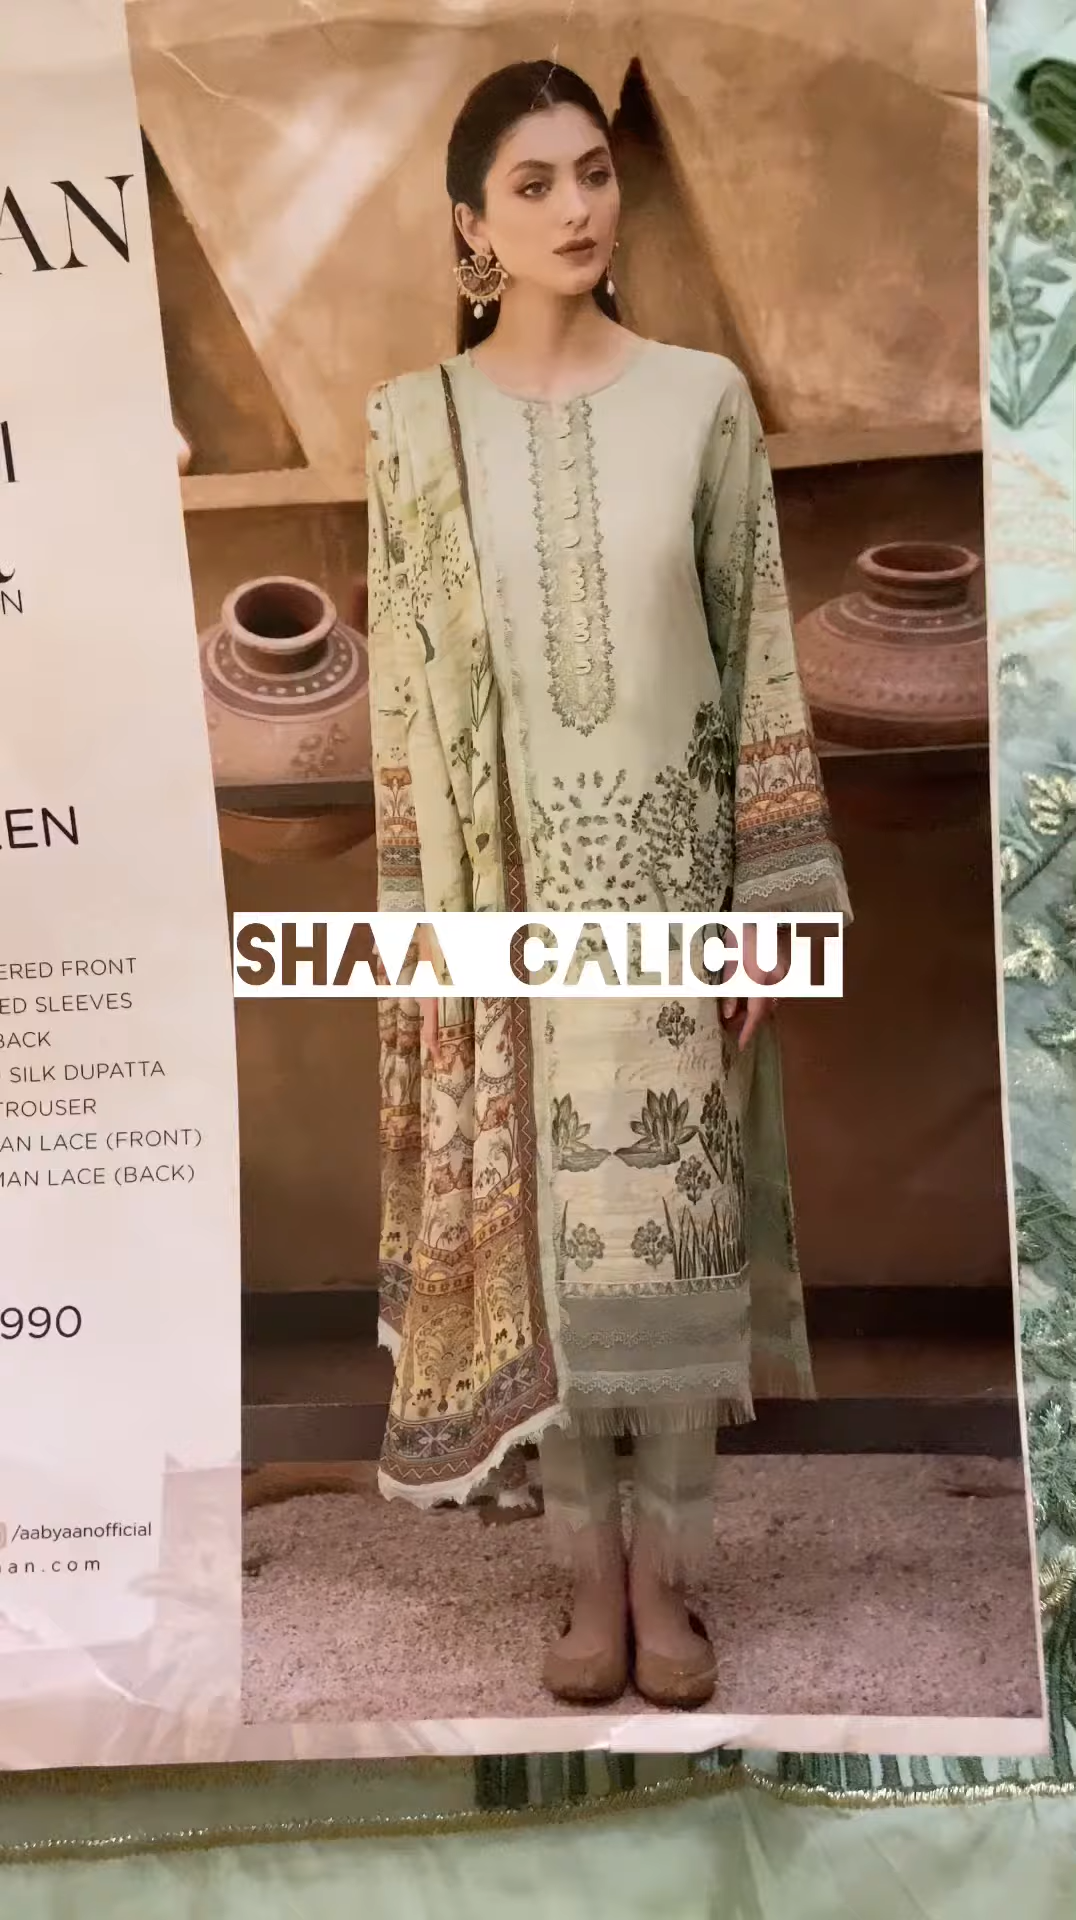 AN
N
EN
ERED FRONT
ED SLEEVES
BACK
SILK DUPATTA
TROUSER
AN LACE (FRONT)
MAN LACE (BACK)
990
/aabyaanofficial
an.com
SHAA CALICUT